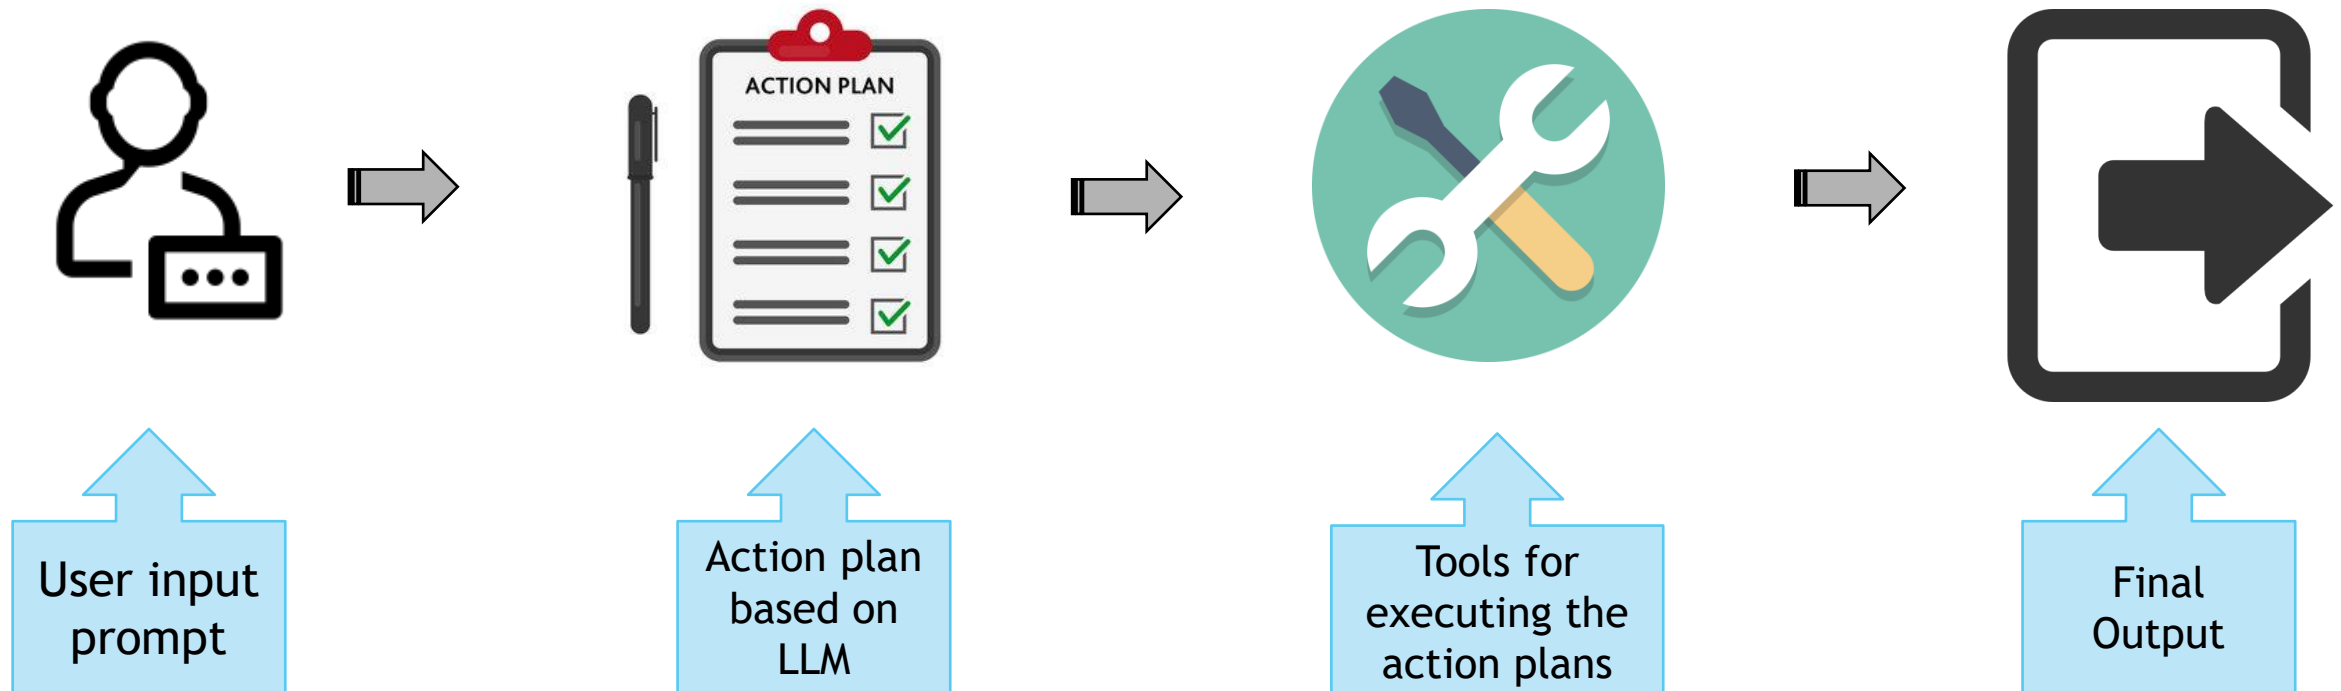 ACTION PLAN
User input
prompt
Action plan
based on
LLM
Tools for
executing the
action plans
Final
Output